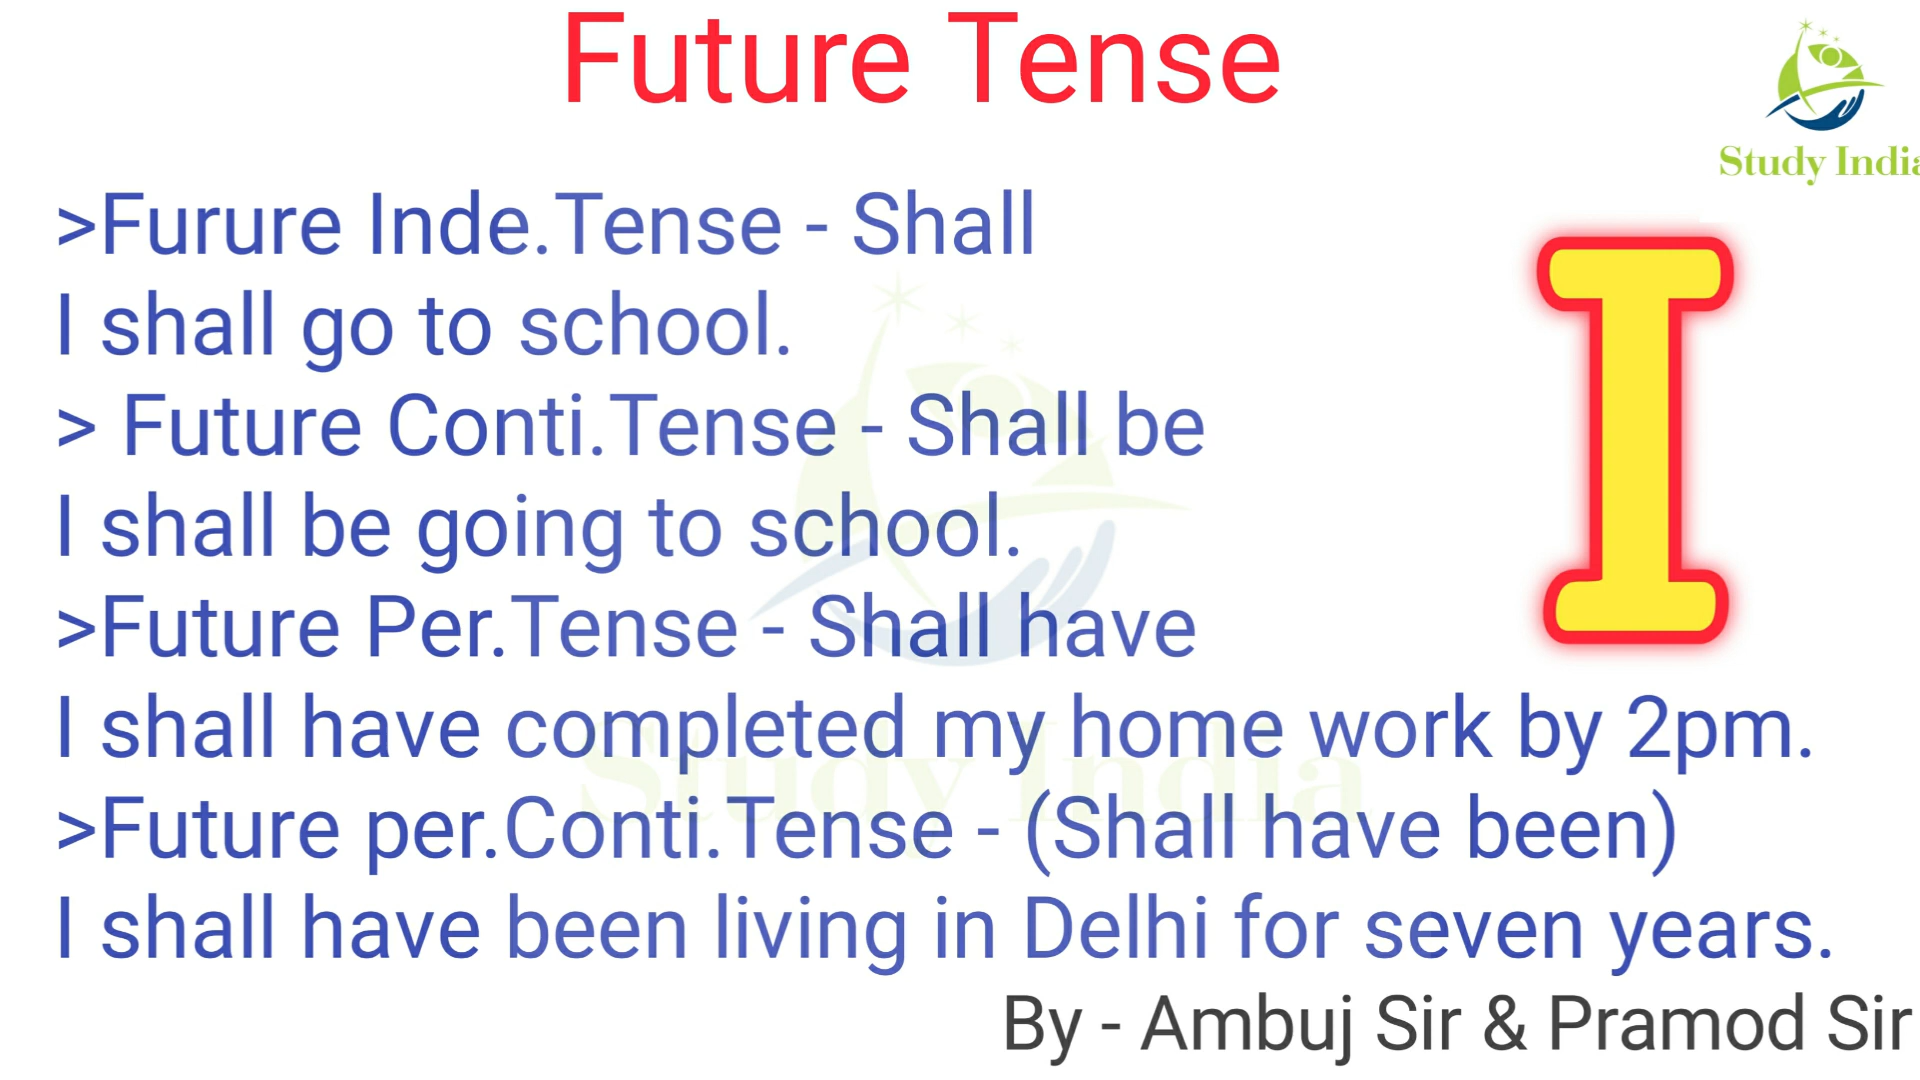 Future Tense
Study India
>Furure Inde.Tense - Shall
I shall go to school.
> Future Conti.Tense - Shall be
I shall be going to school.
>Future Per.Tense - Shall have
I shall have completed my home work by 2pm.
>Future per.Conti.Tense - (Shall have been)
I shall have been living in Delhi for seven years.
I
Study India
By - Ambuj Sir & Pramod Sir